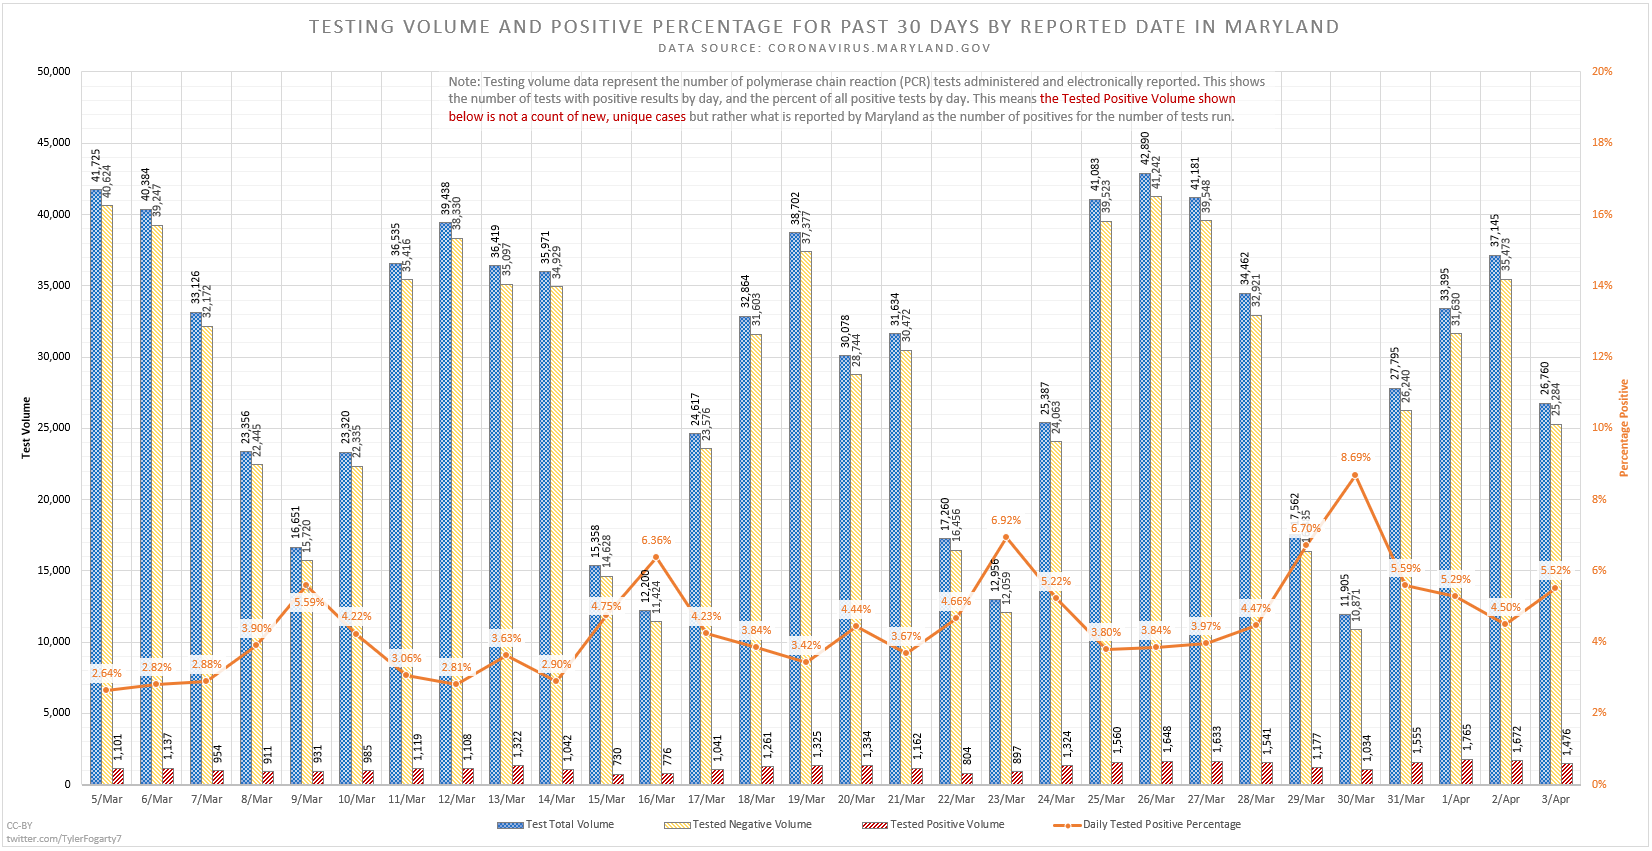 TESTING VOLUME AND POSITIVE PERCENTAGE FOR PAST 30 DAYS BY REPORTED DATE IN MARYLAND
DATA SOURCE: CORONAVIRUS.MARYLAND.GOV
Note: Testing volume data represent the number of polymerase chain reaction (PCR) tests administered and electronically reported. This shows
the number of tests with positive results by day, and the percent of all positive tests by day. This means the Tested Positive Volume shown
below is not a count of new, unique cases but rather what is reported by Maryland as the number of positives for the number of tests run.
Test Volume
50,000
45,000
40,000
35,000
30,000
25,000
20,000
15,000
10,000
5,000
0
Percentage Positive
20%
18%
16%
14%
12%
10%
8%
6%
4%
2%
0%
41,725 40,624 2.64% 1,101
40,384 39,247 2.82% 1,137
33,126 32,172 2.88% 954
23,356 22,445 3.90% 911
16,651 15,720 5.59% 931
23,320 22,335 4.22% 985
36,535 35,416 3.06% 1,119
39,438 38,330 2.81% 1,108
36,419 35,097 3.63% 1,322
35,971 34,929 2.90% 1,042
15,358 14,628 4.75% 730
12,200 11,424 6.36% 776
24,617 23,576 4.23% 1,041
32,864 31,603 3.84% 1,261
38,702 37,377 3.42% 1,325
30,078 28,744 4.44% 1,334
31,634 30,472 3.67% 1,162
17,260 16,456 4.66% 804
12,956 12,059 6.92% 897
25,387 24,063 5.22% 1,324
41,083 39,523 3.80% 1,560
42,890 41,242 3.84% 1,648
41,181 39,548 3.97% 1,633
34,462 32,921 4.47% 1,541
6.70% 1,177
11,905 10,871 8.69% 1,034
27,795 26,240 5.59% 1,555
33,395 31,630 5.29% 1,765
37,145 35,473 4.50% 1,672
26,760 25,284 5.52% 1,476
5/Mar 6/Mar 7/Mar 8/Mar 9/Mar 10/Mar 11/Mar 12/Mar 13/Mar 14/Mar 15/Mar 16/Mar 17/Mar 18/Mar 19/Mar 20/Mar 21/Mar 22/Mar 23/Mar 24/Mar 25/Mar 26/Mar 27/Mar 28/Mar 29/Mar 30/Mar 31/Mar 1/Apr 2/Apr 3/Apr
Test Total Volume Tested Negative Volume Tested Positive Volume Daily Tested Positive Percentage
CC-BY
twitter.com/TylerFogarty7